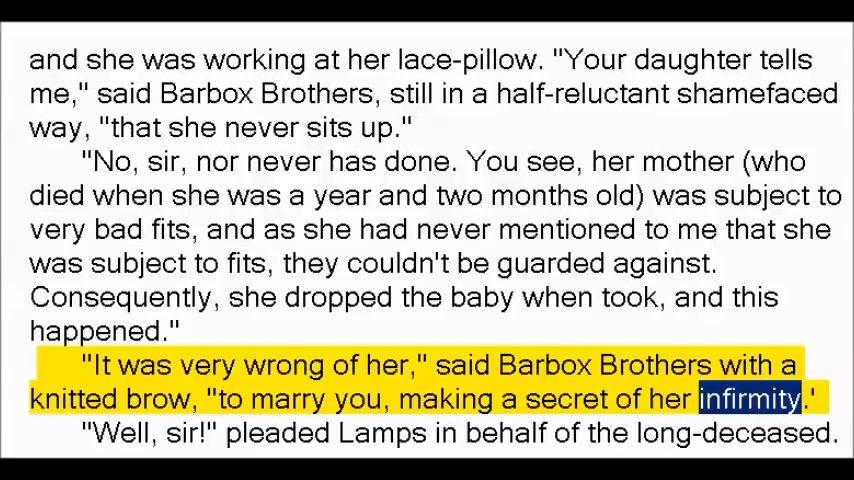 and she was working at her lace-pillow. "Your daughter tells
me," said Barbox Brothers, still in a half-reluctant shamefaced
way, "that she never sits up."
"No, sir, nor never has done. You see, her mother (who
died when she was a year and two months old) was subject to
very bad fits, and as she had never mentioned to me that she
was subject to fits, they couldn't be guarded against.
Consequently, she dropped the baby when took, and this
happened."
"It was very wrong of her," said Barbox Brothers with a
knitted brow, "to marry you, making a secret of her infirmity.'
"Well, sir!" pleaded Lamps in behalf of the long-deceased.